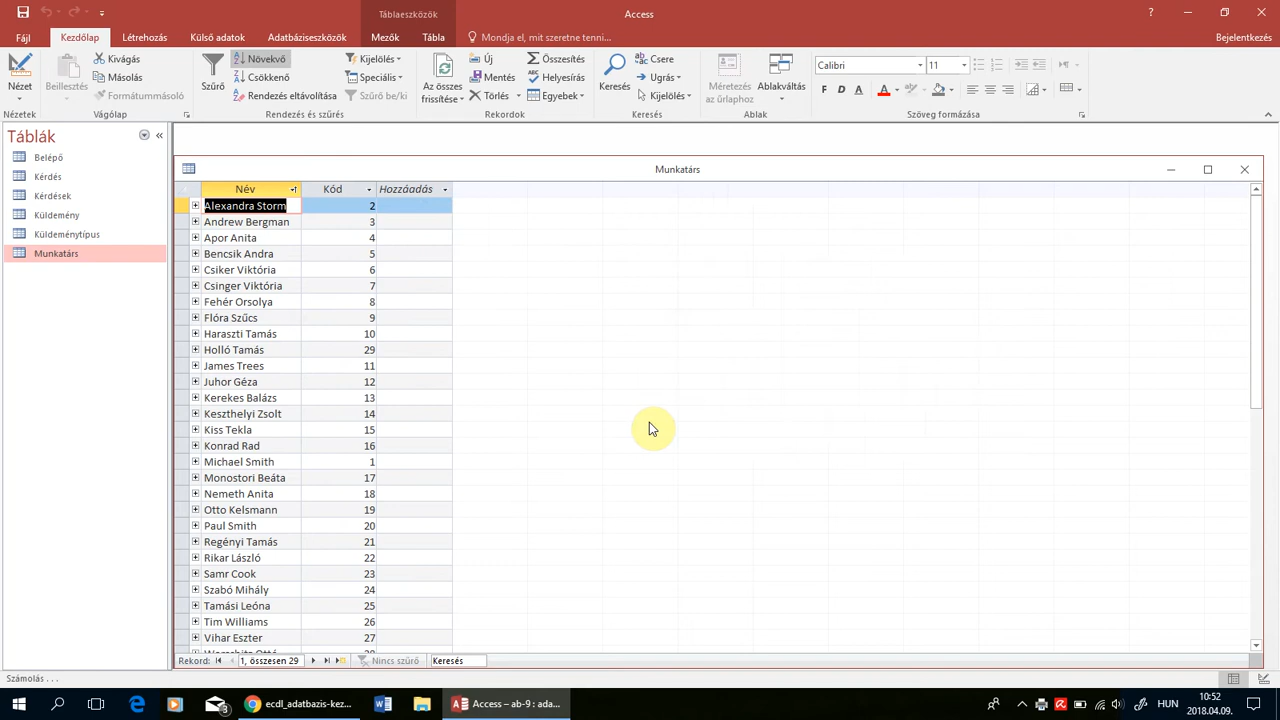 Táblaeszközök
Access
?
Fájl
Kezdőlap
Létrehozás
Külső adatok
Adatbáziseszközök
Mezők
Tábla
Mondja el, mit szeretne tenni...
Bejelentkezés
Nézet
Nézetek
Beillesztés
Kivágás
Másolás
Formátummásoló
Vágólap
Szűrő
Növekvő
Csökkenő
Rendezés eltávolítása
Kijelölés
Speciális
Szűrő be/ki
Rendezés és szűrés
Az összes
frissítése
Új
Mentés
Törlés
Összesítés
Helyesírás
Egyebek
Rekordok
Keresés
Csere
Ugrás
Kijelölés
Keresés
Méretezés
az űrlaphoz
Ablakváltás
Ablak
Calibri
11
F
D
A
A
Szöveg formázása
Táblák
Belépő
Kérdés
Kérdések
Küldemény
Küldeménytípus
Munkatárs
Munkatárs
Név Kód Hozzáadás
Alexandra Storm 2
Andrew Bergman 3
Apor Anita 4
Bencsik Andra 5
Csiker Viktória 6
Csinger Viktória 7
Fehér Orsolya 8
Flóra Szűcs 9
Haraszti Tamás 10
Holló Tamás 29
James Trees 11
Juhor Géza 12
Kerekes Balázs 13
Keszthelyi Zsolt 14
Kiss Tekla 15
Konrad Rad 16
Michael Smith 1
Monostori Beáta 17
Nemeth Anita 18
Otto Kelsmann 19
Paul Smith 20
Regényi Tamás 21
Rikar László 22
Samr Cook 23
Szabó Mihály 24
Tamási Leóna 25
Tim Williams 26
Vihar Eszter 27
Rekord: 1, összesen 29 Nincs szűrő Keresés
Számolás . . .
3
ecdl_adatbazis-kez...
Access – ab-9 : ada...
HUN
10:52
2018.04.09.